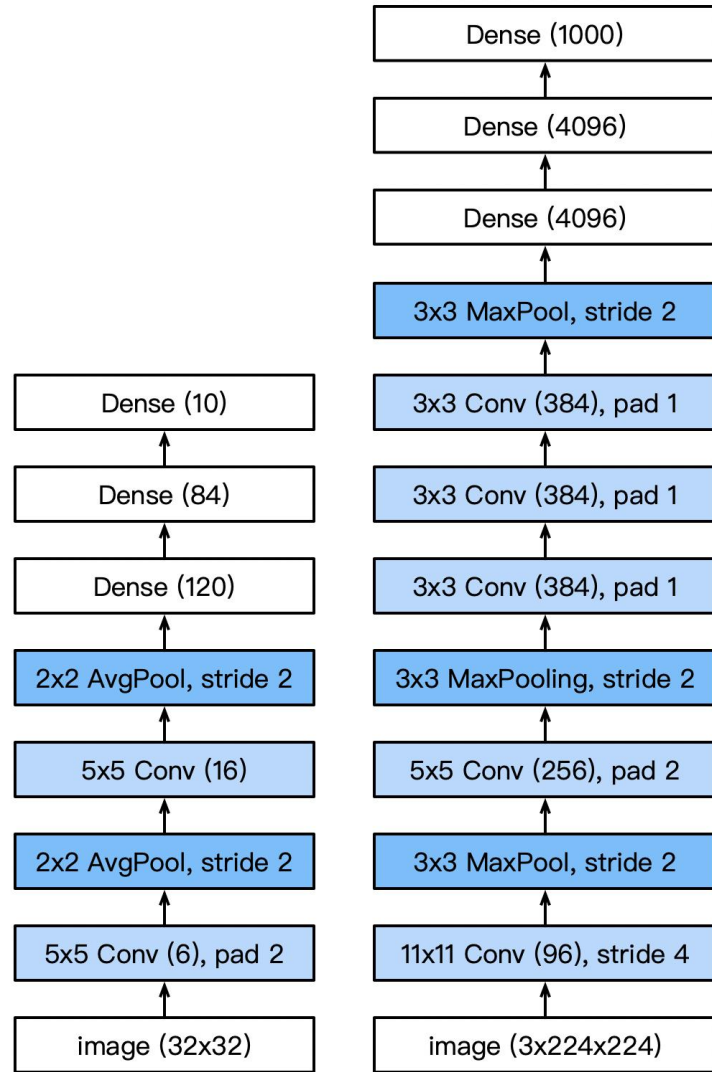 Dense (10)
Dense (84)
Dense (120)
2x2 AvgPool, stride 2
5x5 Conv (16)
2x2 AvgPool, stride 2
5x5 Conv (6), pad 2
image (32x32)
Dense (1000)
Dense (4096)
Dense (4096)
3x3 MaxPool, stride 2
3x3 Conv (384), pad 1
3x3 Conv (384), pad 1
3x3 Conv (384), pad 1
3x3 MaxPooling, stride 2
5x5 Conv (256), pad 2
3x3 MaxPool, stride 2
11x11 Conv (96), stride 4
image (3x224x224)